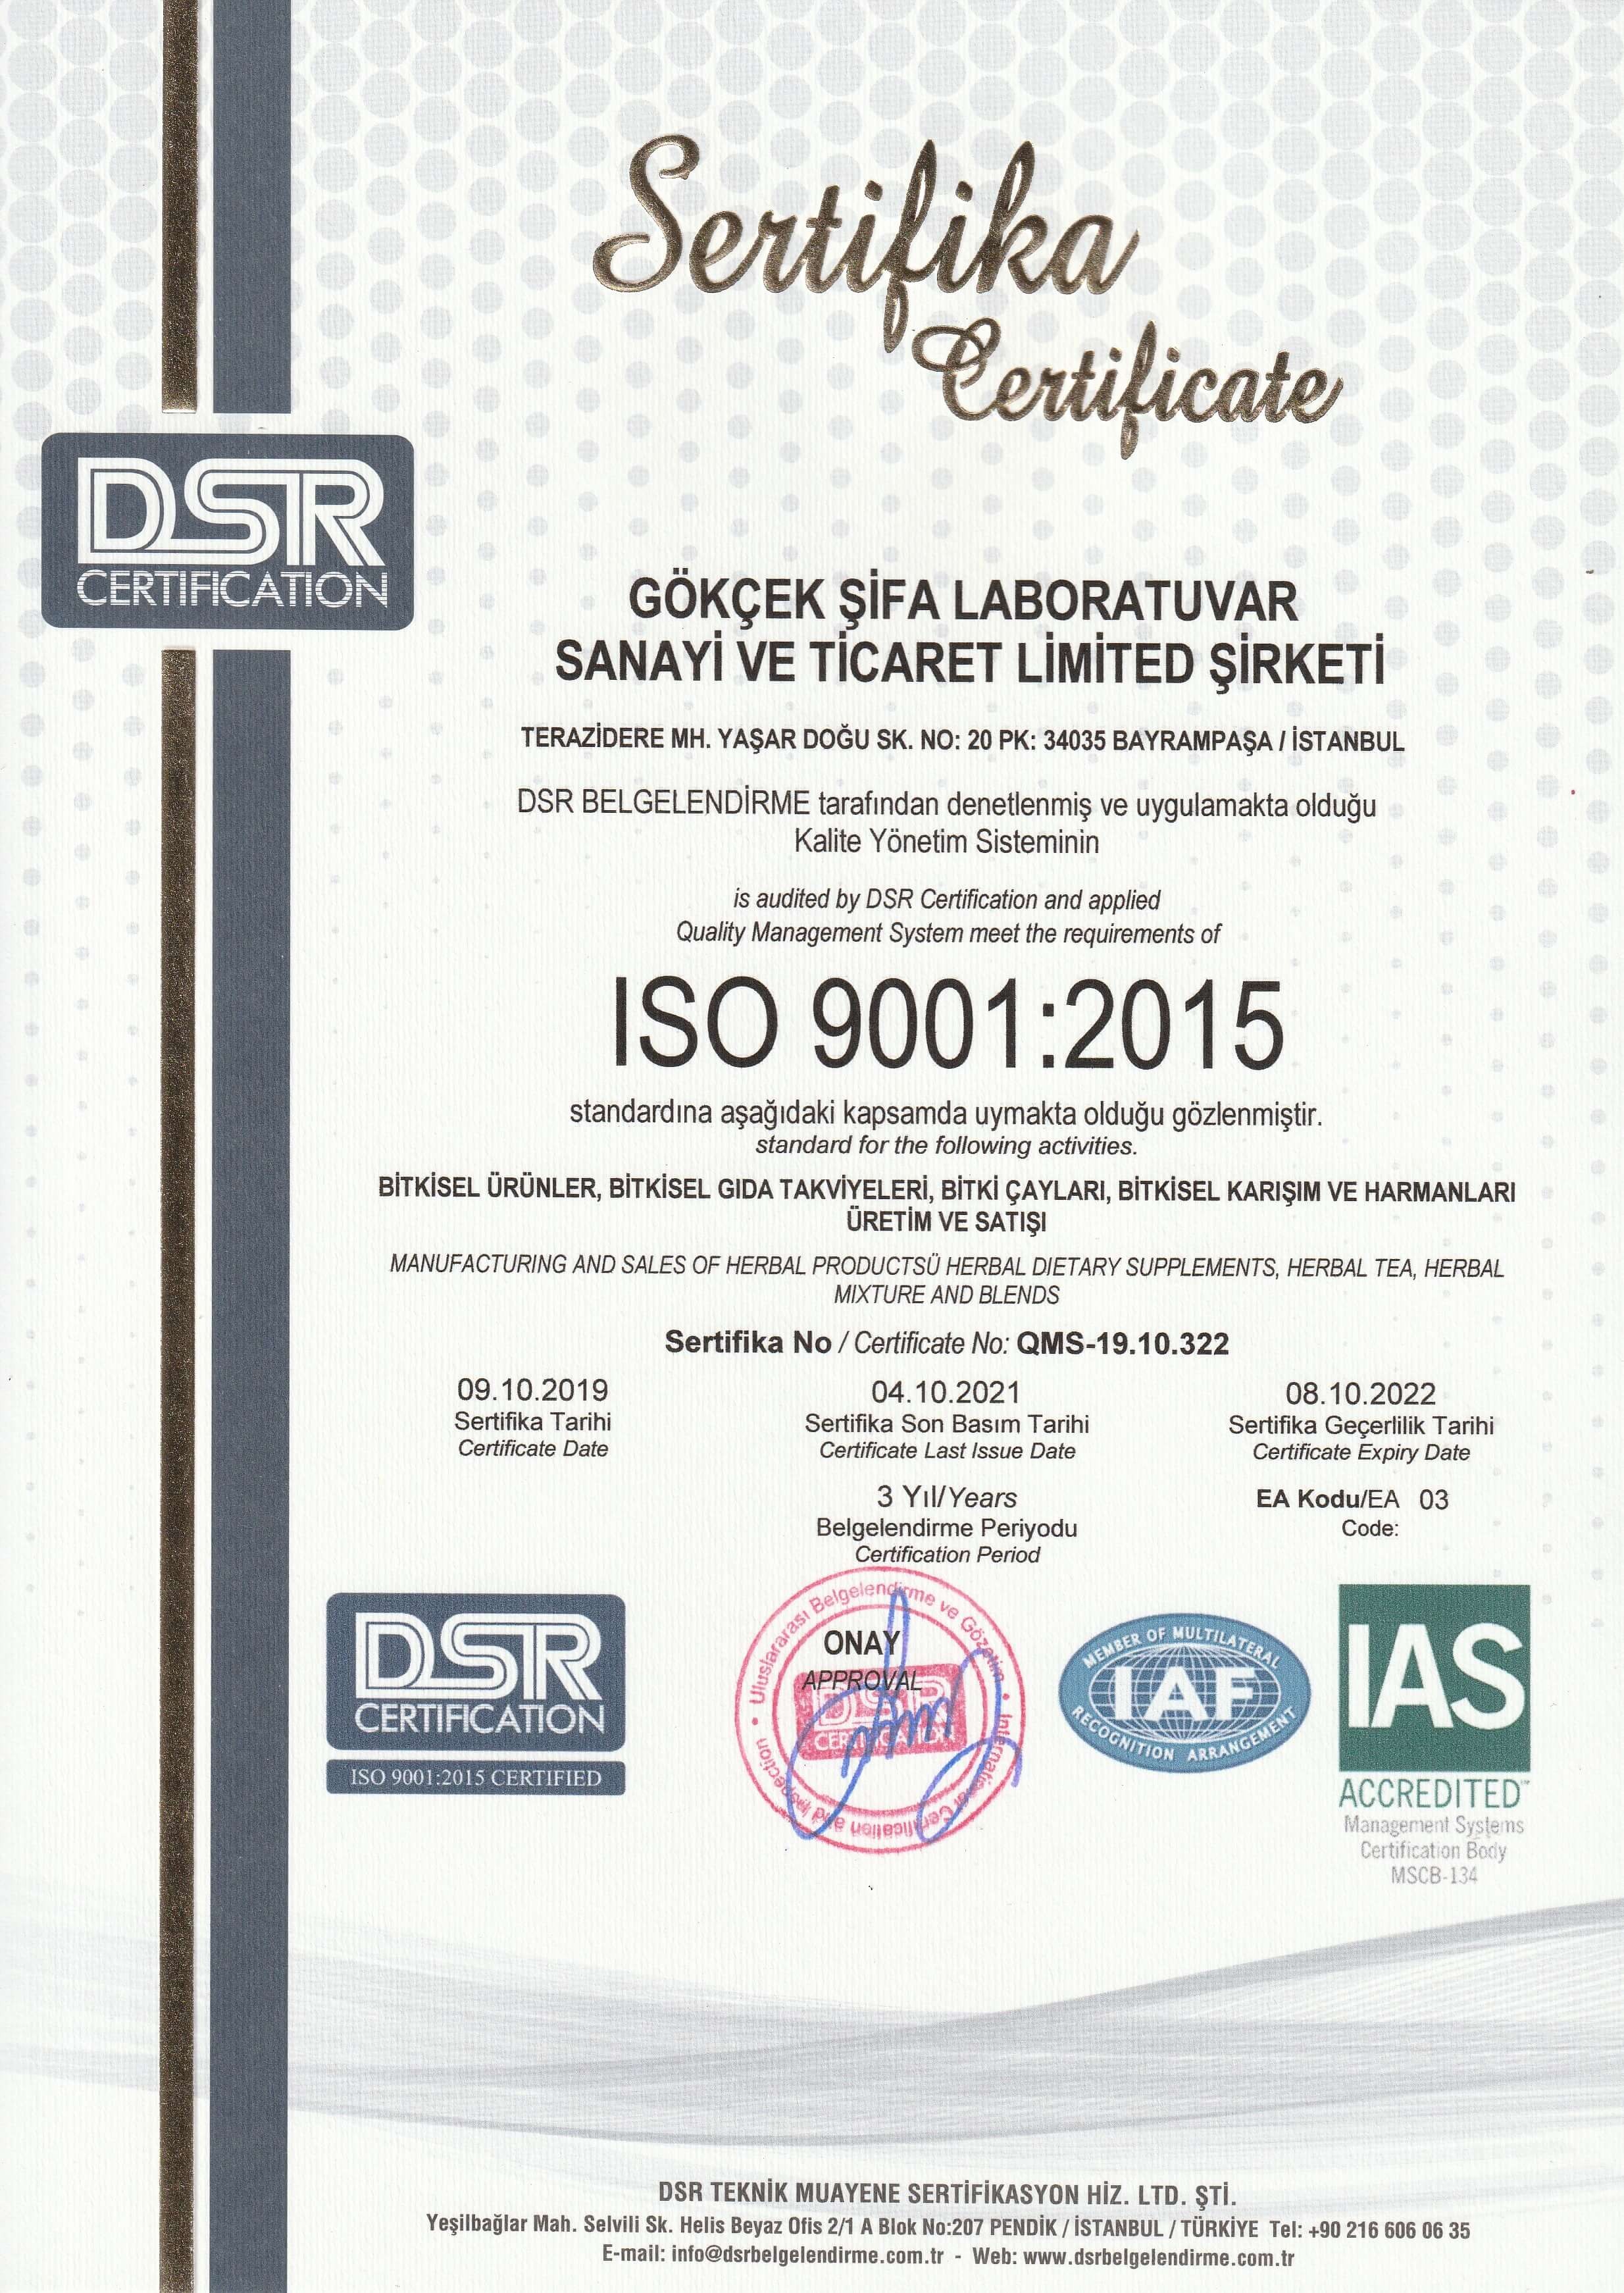 Sertifika
Certificate
DSR
CERTIFICATION
GÖKÇEK ŞİFA LABORATUVAR
SANAYİ VE TİCARET LİMİTED ŞİRKETİ
TERAZİDERE MH. YAŞAR DOĞU SK. NO: 20 PK: 34035 BAYRAMPAŞA / İSTANBUL
DSR BELGELENDİRME tarafından denetlenmiş ve uygulamakta olduğu
Kalite Yönetim Sisteminin
is audited by DSR Certification and applied
Quality Management System meet the requirements of
ISO 9001:2015
standardına aşağıdaki kapsamda uymakta olduğu gözlenmiştir.
standard for the following activities.
BİTKİSEL ÜRÜNLER, BİTKİSEL GIDA TAKVİYELERİ, BİTKİ ÇAYLARI, BİTKİSEL KARIŞIM VE HARMANLARI
ÜRETİM VE SATIŞI
MANUFACTURING AND SALES OF HERBAL PRODUCTSÜ HERBAL DIETARY SUPPLEMENTS, HERBAL TEA, HERBAL
MIXTURE AND BLENDS
Sertifika No / Certificate No: QMS-19.10.322
09.10.2019 04.10.2021 08.10.2022
Sertifika Tarihi Sertifika Son Basım Tarihi Sertifika Geçerlilik Tarihi
Certificate Date Certificate Last Issue Date Certificate Expiry Date
3 Yıl/Years EA Kodu/EA 03
Belgelendirme Periyodu Code:
Certification Period
DSR
CERTIFICATION
ISO 9001:2015 CERTIFIED
Uluslararası Belgelendirme ve Gözetim • International Certification and Inspection •
ONAY
APPROVAL
DSR
CERTIFICATION
MEMBER OF MULTILATERAL
IAF
RECOGNITION ARRANGEMENT
IAS
ACCREDITED™
Management Systems
Certification Body
MSCB-134
DSR TEKNİK MUAYENE SERTİFİKASYON HİZ. LTD. ŞTİ.
Yeşilbağlar Mah. Selvili Sk. Helis Beyaz Ofis 2/1 A Blok No:207 PENDİK / İSTANBUL / TÜRKİYE Tel: +90 216 606 06 35
E-mail: info@dsrbelgelendirme.com.tr - Web: www.dsrbelgelendirme.com.tr